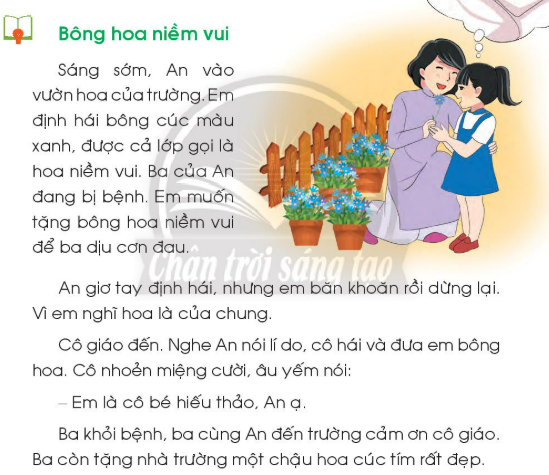 Bông hoa niềm vui
Sáng sớm, An vào
vườn hoa của trường. Em
định hái bông cúc màu
xanh, được cả lớp gọi là
hoa niềm vui. Ba của An
đang bị bệnh. Em muốn
tặng bông hoa niềm vui
để ba dịu cơn đau.
Chân trời sáng tạo
An giơ tay định hái, nhưng em băn khoăn rồi dừng lại.
Vì em nghĩ hoa là của chung.
Cô giáo đến. Nghe An nói lí do, cô hái và đưa em bông
hoa. Cô nhoẻn miệng cười, âu yếm nói:
– Em là cô bé hiếu thảo, An ạ.
Ba khỏi bệnh, ba cùng An đến trường cảm ơn cô giáo.
Ba còn tặng nhà trường một chậu hoa cúc tím rất đẹp.